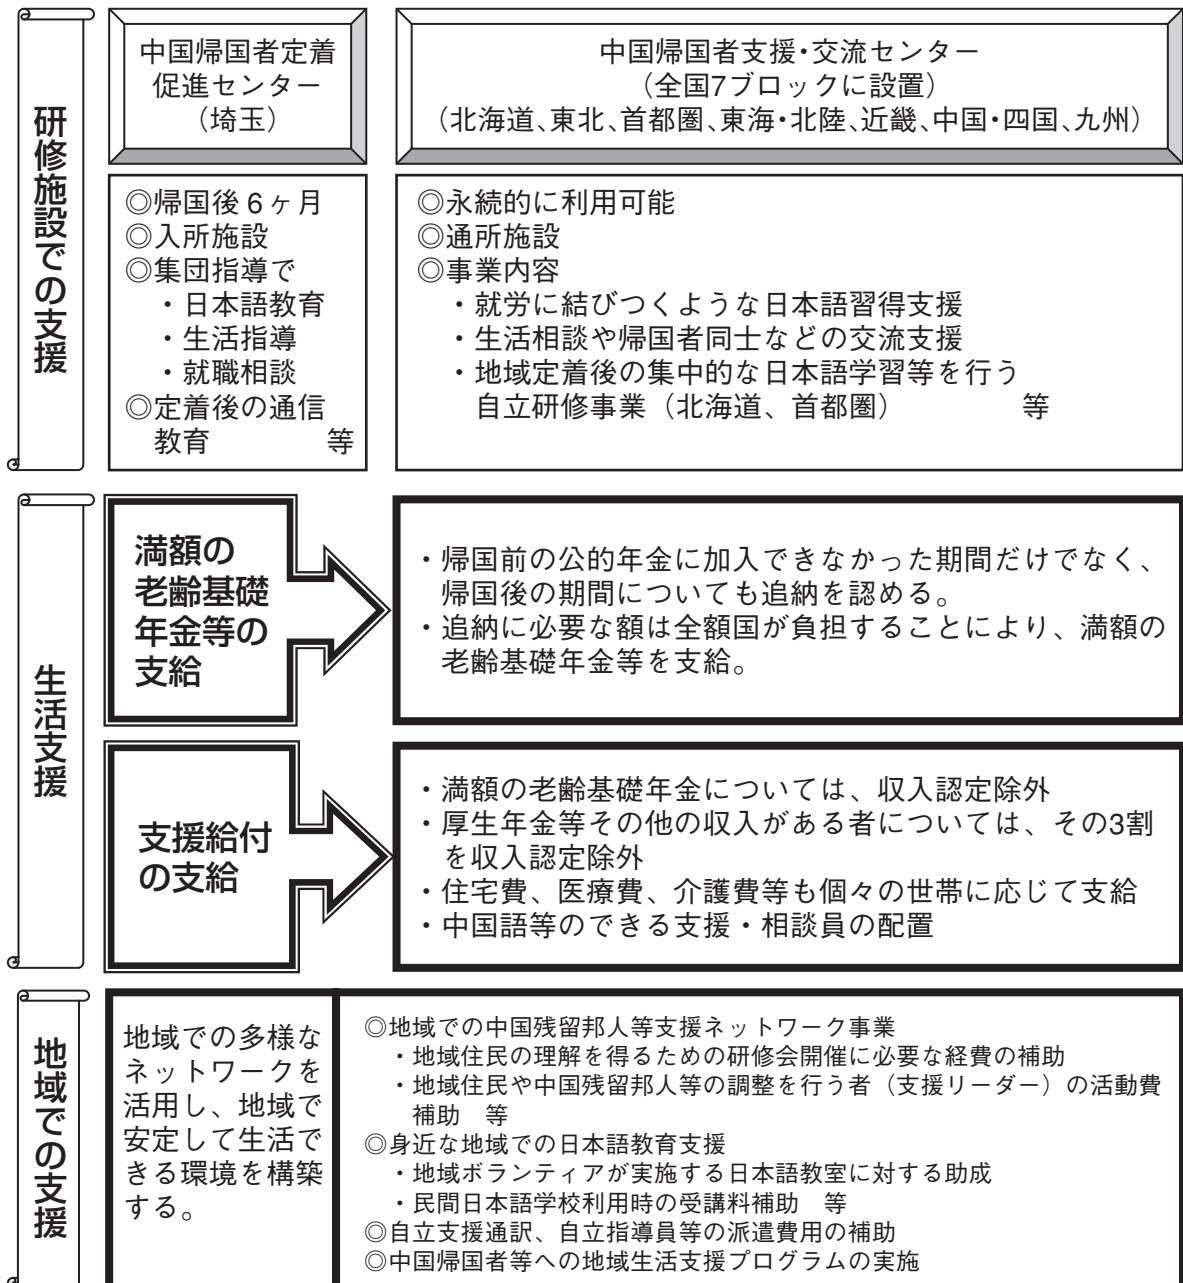 研修施設での支援
中国帰国者定着
促進センター
（埼玉）
中国帰国者支援・交流センター
（全国7ブロックに設置）
（北海道、東北、首都圏、東海・北陸、近畿、中国・四国、九州）
◎帰国後６ヶ月
◎入所施設
◎集団指導で
・日本語教育
・生活指導
・就職相談
◎定着後の通信
教育　等
◎永続的に利用可能
◎通所施設
◎事業内容
・就労に結びつくような日本語習得支援
・生活相談や帰国者同士などの交流支援
・地域定着後の集中的な日本語学習等を行う
自立研修事業（北海道、首都圏）　等
生活支援
満額の
老齢基礎
年金等の
支給
・帰国前の公的年金に加入できなかった期間だけでなく、
帰国後の期間についても追納を認める。
・追納に必要な額は全額国が負担することにより、満額の
老齢基礎年金等を支給。
支援給付
の支給
・満額の老齢基礎年金については、収入認定除外
・厚生年金等その他の収入がある者については、その3割
を収入認定除外
・住宅費、医療費、介護費等も個々の世帯に応じて支給
・中国語等のできる支援・相談員の配置
地域での支援
地域での多様な
ネットワークを
活用し、地域で
安定して生活で
きる環境を構築
する。
◎地域での中国残留邦人等支援ネットワーク事業
・地域住民の理解を得るための研修会開催に必要な経費の補助
・地域住民や中国残留邦人等の調整を行う者（支援リーダー）の活動費
補助　等
◎身近な地域での日本語教育支援
・地域ボランティアが実施する日本語教室に対する助成
・民間日本語学校利用時の受講料補助　等
◎自立支援通訳、自立指導員等の派遣費用の補助
◎中国帰国者等への地域生活支援プログラムの実施